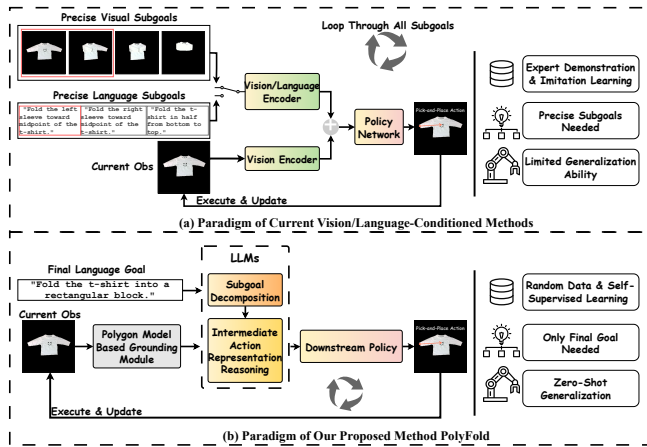 Precise Visual Subgoals
Loop Through All Subgoals
Precise Language Subgoals
"Fold the left sleeve toward midpoint of the t-shirt."
"Fold the right sleeve toward midpoint of the t-shirt."
"Fold the t-shirt in half from bottom to top."
Vision/Language
Encoder
Current Obs
Vision Encoder
Policy
Network
Pick-and-Place Action
Execute & Update
Expert Demonstration
& Imitation Learning
Precise Subgoals
Needed
Limited Generalization
Ability
(a) Paradigm of Current Vision/Language-Conditioned Methods
Final Language Goal
"Fold the t-shirt into a
rectangular block."
Current Obs
Polygon Model
Based Grounding
Module
LLMs
Subgoal
Decomposition
Intermediate
Action
Representation
Reasoning
Downstream Policy
Pick-and-Place Action
Execute & Update
Random Data & Self-
Supervised Learning
Only Final Goal
Needed
Zero-Shot
Generalization
(b) Paradigm of Our Proposed Method PolyFold